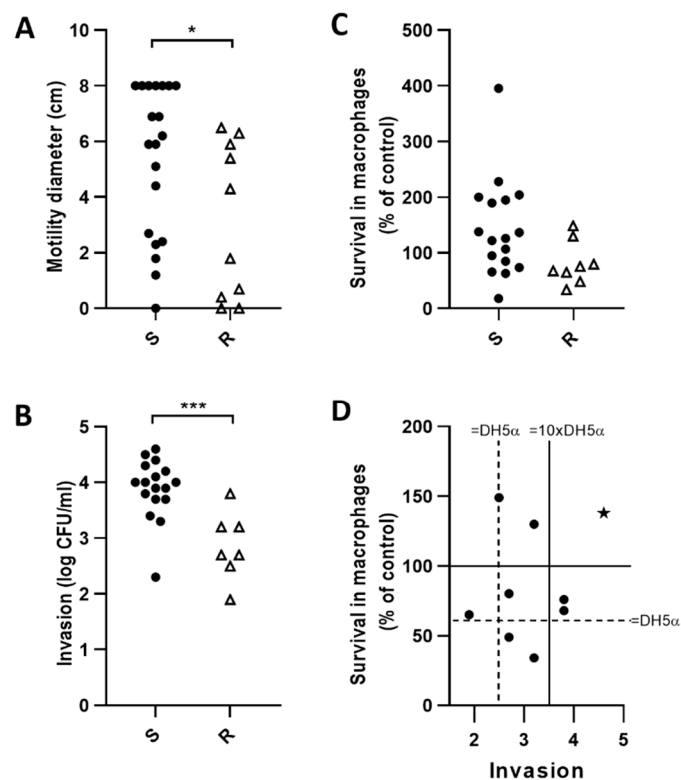 A
*
Motility diameter (cm)
10
8
6
4
2
0
S
R
C
Survival in macrophages
(% of control)
500
400
300
200
100
0
S
R
B
***
Invasion (log CFU/ml)
5
4
3
2
1
0
S
R
D
Survival in macrophages
(% of control)
200
150
100
50
0
=DH5α
=10xDH5α
=DH5α
2
3
4
5
Invasion